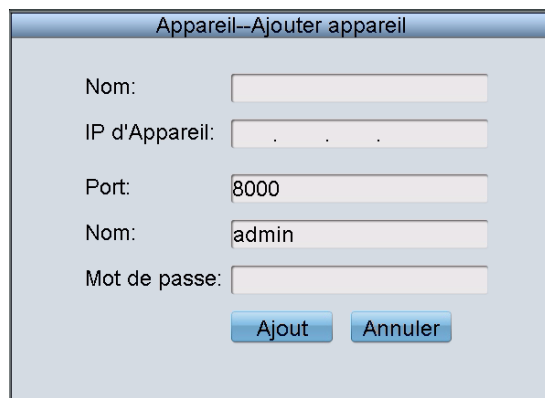 Appareil--Ajouter appareil
Nom:
IP d'Appareil: . . .
Port: 8000
Nom: admin
Mot de passe:
Ajout Annuler